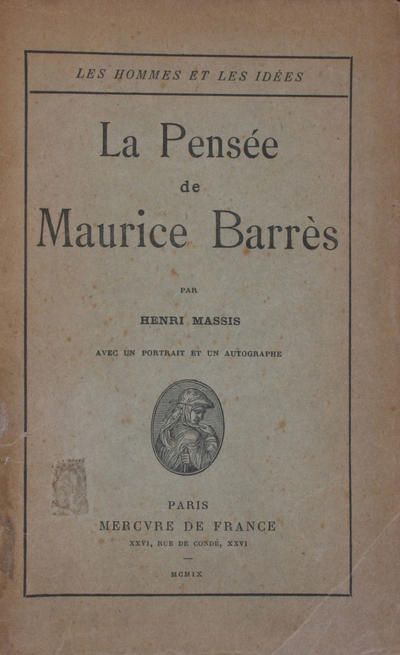 LES HOMMES ET LES IDÉES
La Pensée
de
Maurice Barrès
PAR
HENRI MASSIS
AVEC UN PORTRAIT ET UN AUTOGRAPHE
PARIS
MERCVRE DE FRANCE
XXVI, RUE DE CONDÉ, XXVI
—
MCMIX